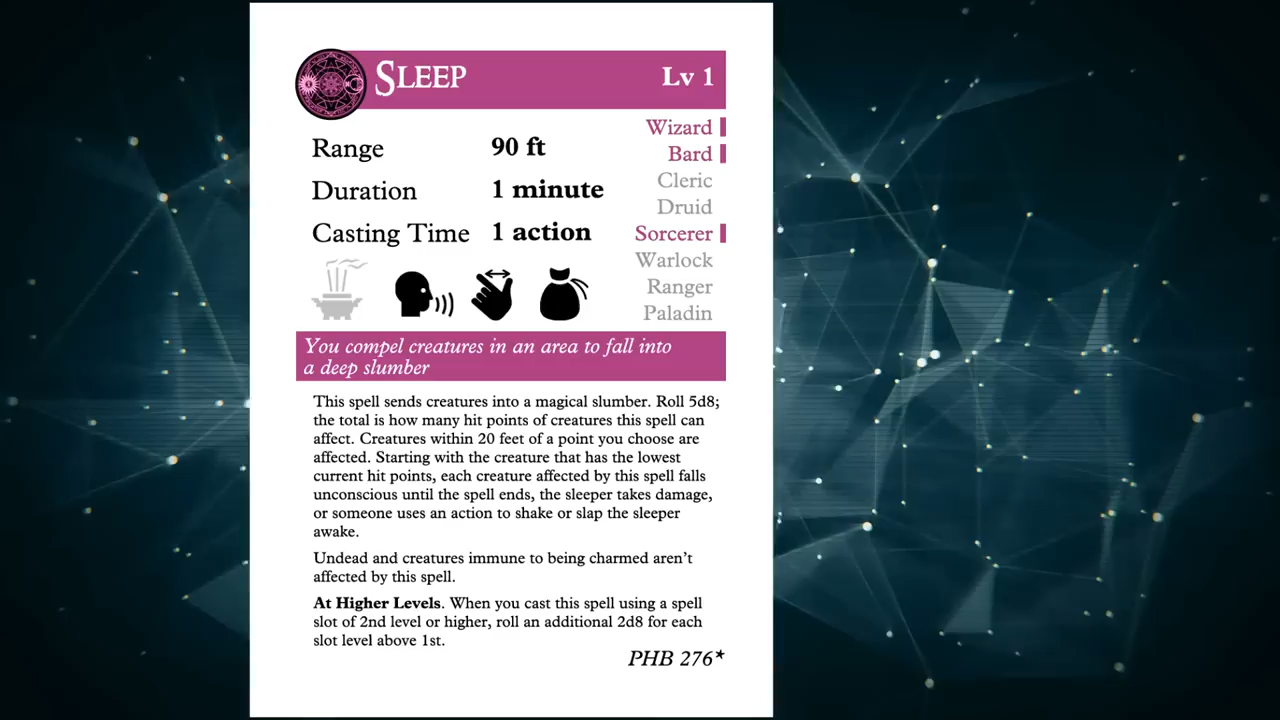 SLEEP
Lv 1
Range 90 ft
Duration 1 minute
Casting Time 1 action
Wizard
Bard
Cleric
Druid
Sorcerer
Warlock
Ranger
Paladin
You compel creatures in an area to fall into
a deep slumber
This spell sends creatures into a magical slumber. Roll 5d8;
the total is how many hit points of creatures this spell can
affect. Creatures within 20 feet of a point you choose are
affected. Starting with the creature that has the lowest
current hit points, each creature affected by this spell falls
unconscious until the spell ends, the sleeper takes damage,
or someone uses an action to shake or slap the sleeper
awake.
Undead and creatures immune to being charmed aren’t
affected by this spell.
At Higher Levels. When you cast this spell using a spell
slot of 2nd level or higher, roll an additional 2d8 for each
slot level above 1st.
PHB 276*